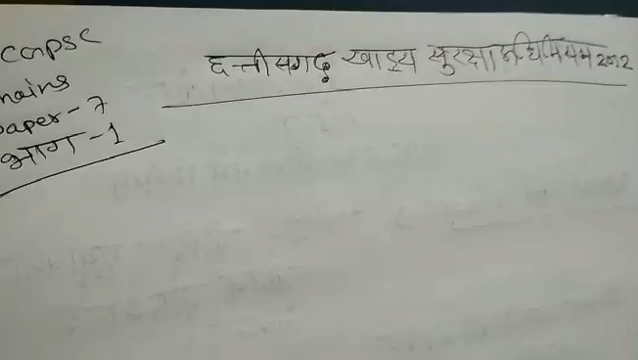 cgpsc
mains
paper - 7
भाग - 1
छत्तीसगढ़ खाद्य सुरक्षा अधिनियम 2012